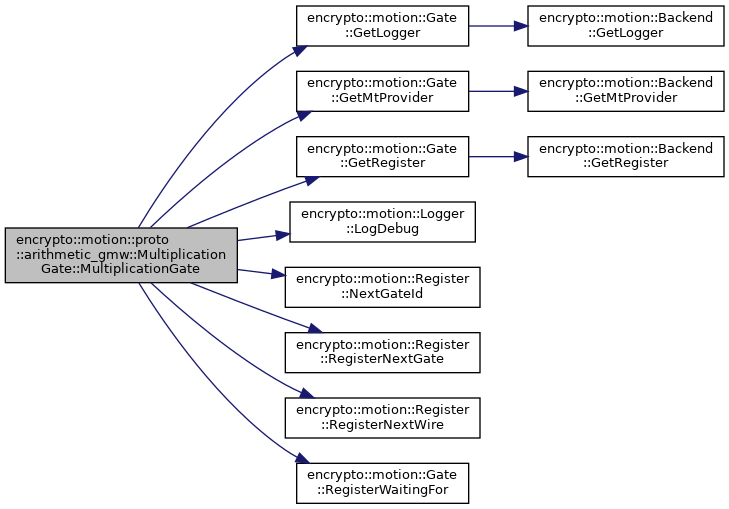 encrypto::motion::Gate
::GetLogger
encrypto::motion::Backend
::GetLogger
encrypto::motion::Gate
::GetMtProvider
encrypto::motion::Backend
::GetMtProvider
encrypto::motion::Gate
::GetRegister
encrypto::motion::Backend
::GetRegister
encrypto::motion::Logger
::LogDebug
encrypto::motion::proto
::arithmetic_gmw::Multiplication
Gate::MultiplicationGate
encrypto::motion::Register
::NextGateId
encrypto::motion::Register
::RegisterNextGate
encrypto::motion::Register
::RegisterNextWire
encrypto::motion::Gate
::RegisterWaitingFor